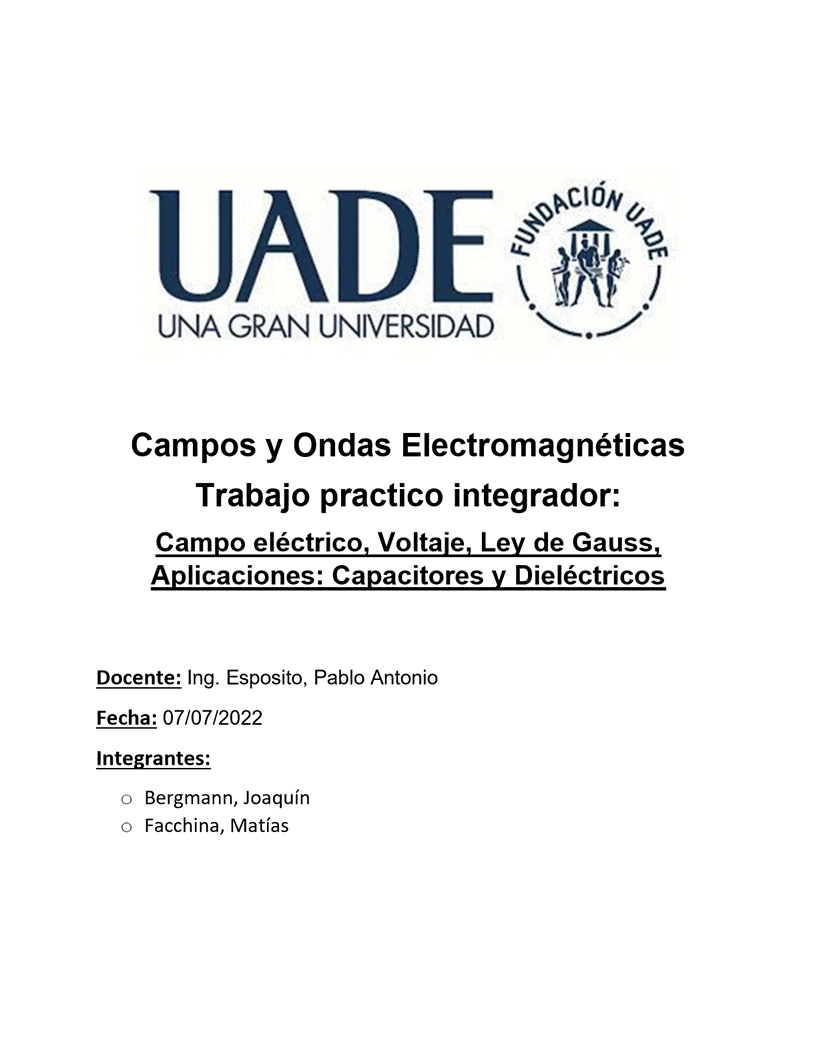 UADE
UNA GRAN UNIVERSIDAD
FUNDACIÓN UADE
Campos y Ondas Electromagnéticas
Trabajo practico integrador:
Campo eléctrico, Voltaje, Ley de Gauss,
Aplicaciones: Capacitores y Dieléctricos
Docente: Ing. Esposito, Pablo Antonio
Fecha: 07/07/2022
Integrantes:
o Bergmann, Joaquín
o Facchina, Matías